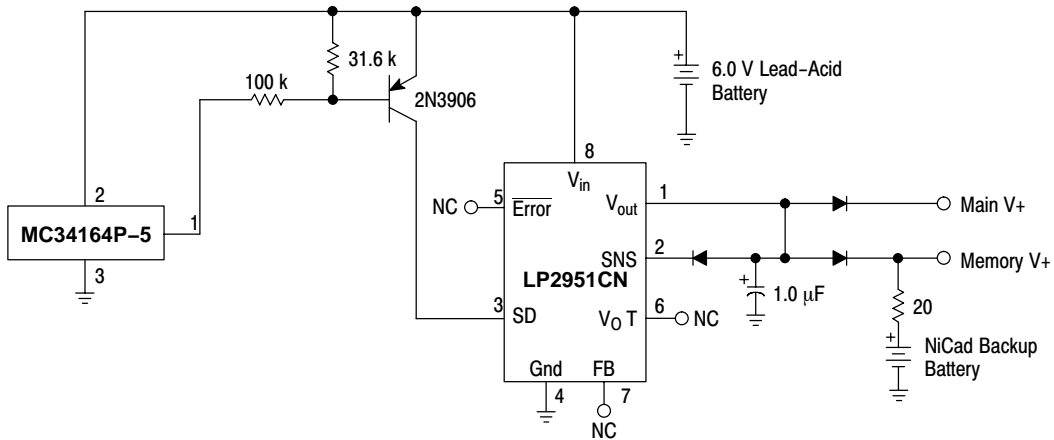 31.6 k
100 k
2N3906
6.0 V Lead-Acid
Battery
2
MC34164P-5
1
3
8
Vin
NC
5
Error
Vout
1
Main V+
SNS
2
LP2951CN
Memory V+
1.0 μF
3
SD
VO T
6
NC
20
NiCad Backup
Battery
Gnd
FB
4
7
NC